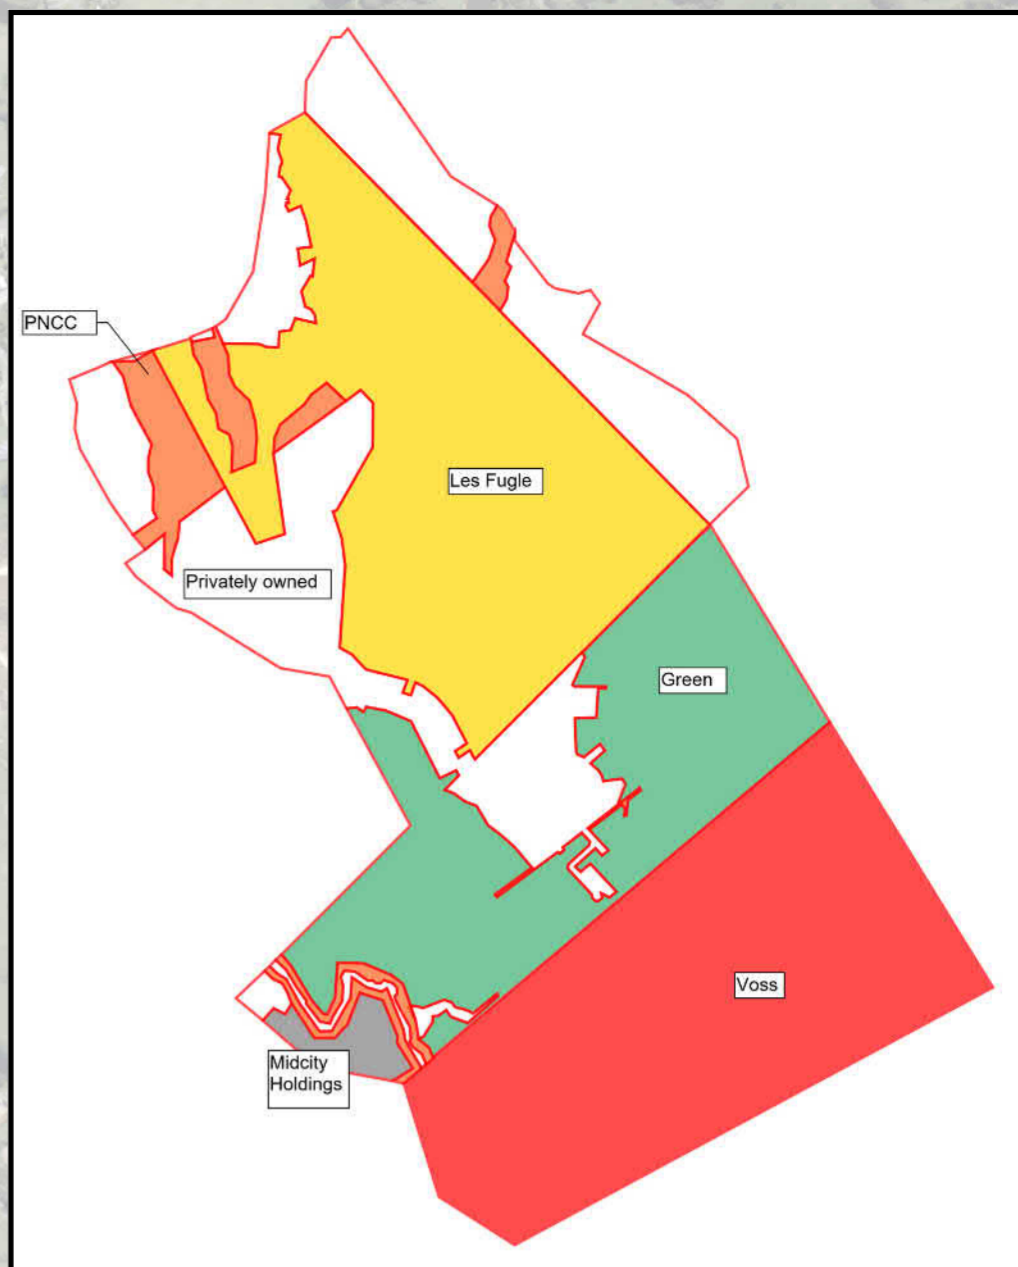 PNCC
Les Fugle
Privately owned
Green
Voss
Midcity
Holdings